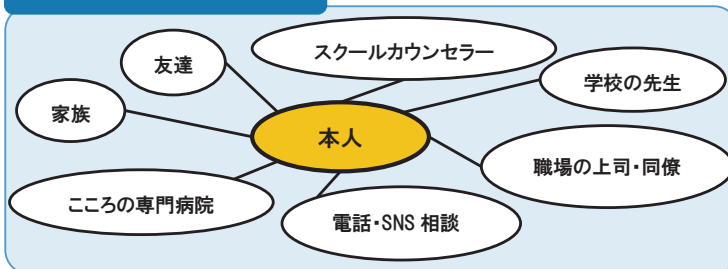 スクールカウンセラー
友達
学校の先生
家族
本人
職場の上司・同僚
こころの専門病院
電話・SNS 相談